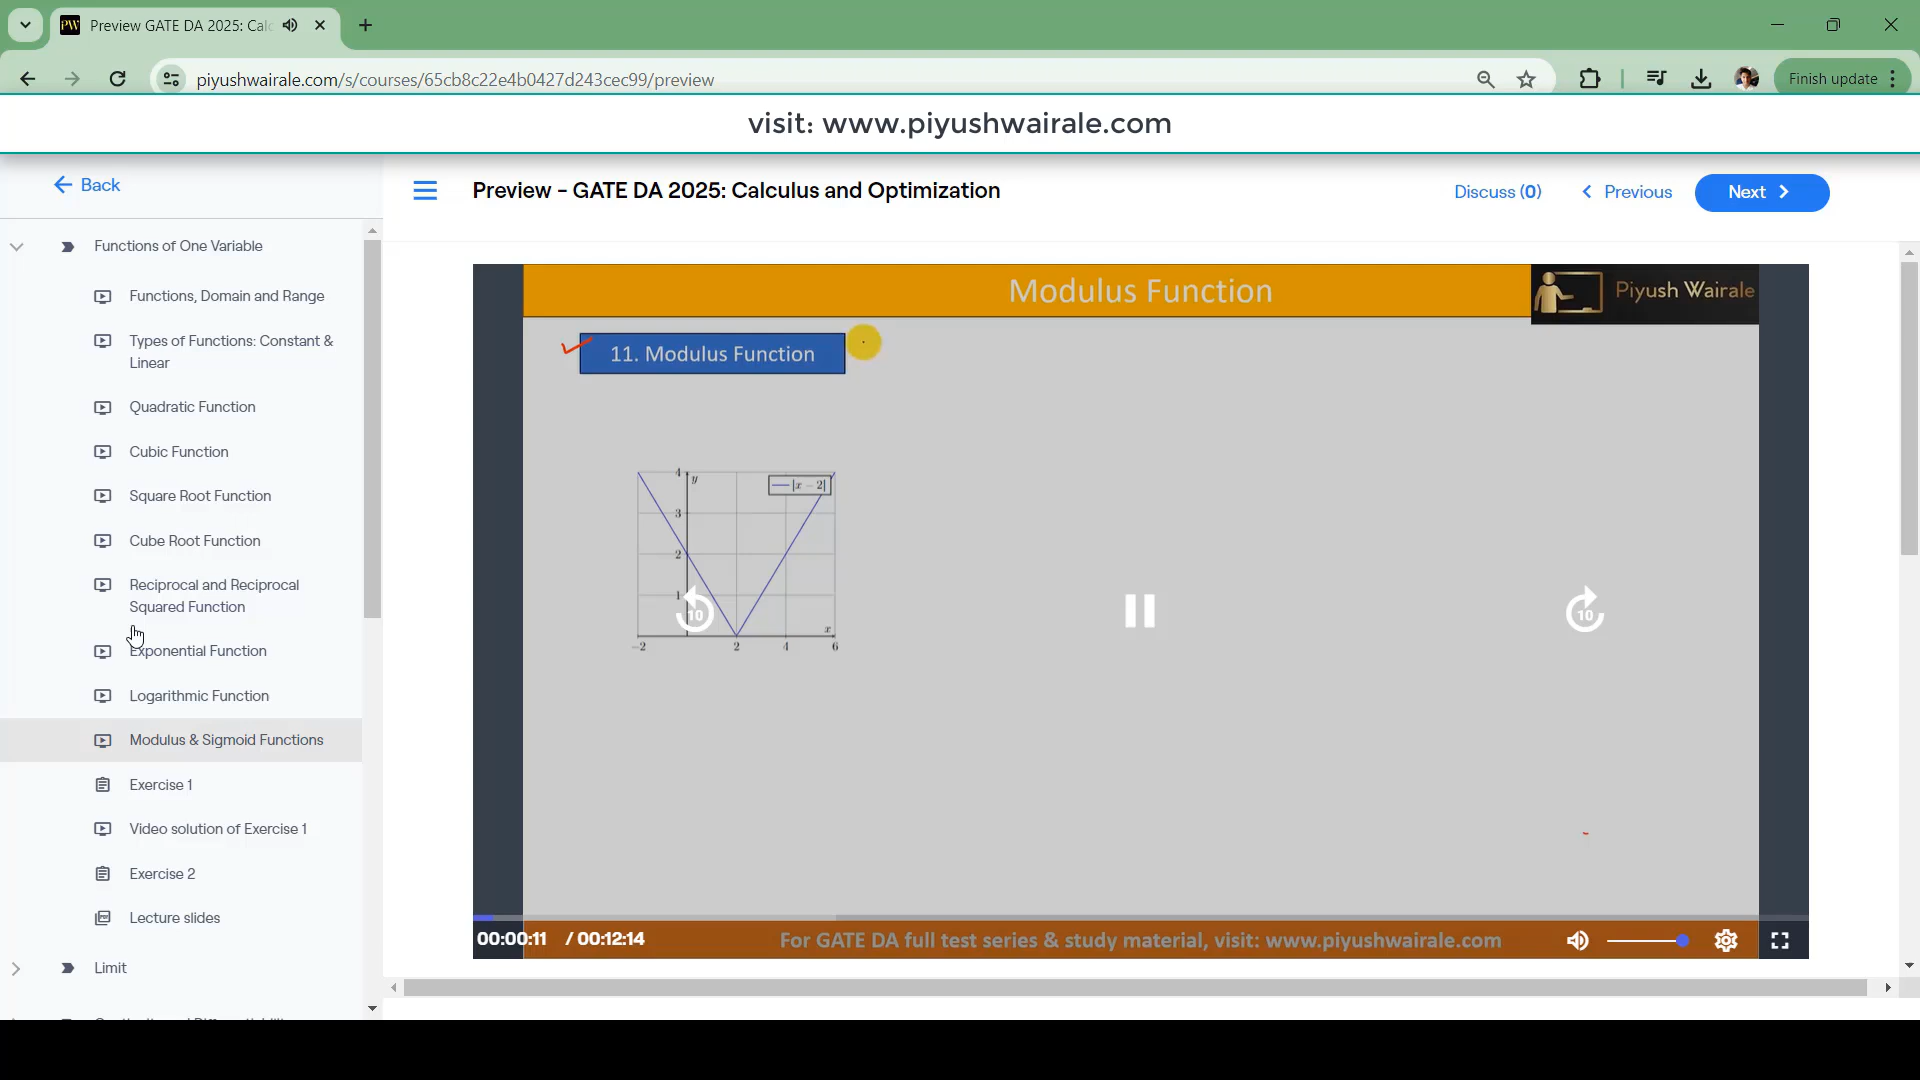 PW Preview GATE DA 2025: Calc
piyushwairale.com/s/courses/65cb8c22e4b0427d243cec99/preview
Finish update
visit: www.piyushwairale.com
Back
Preview - GATE DA 2025: Calculus and Optimization
Discuss (0)
Previous
Next
Functions of One Variable
Functions, Domain and Range
Types of Functions: Constant &
Linear
Quadratic Function
Cubic Function
Square Root Function
Cube Root Function
Reciprocal and Reciprocal
Squared Function
Exponential Function
Logarithmic Function
Modulus & Sigmoid Functions
Exercise 1
Video solution of Exercise 1
Exercise 2
Lecture slides
Limit
Modulus Function
Piyush Wairale
11. Modulus Function
4
y
|x − 2|
3
2
1
x
−2 2 4 6
10
10
00:00:11 / 00:12:14
For GATE DA full test series & study material, visit: www.piyushwairale.com